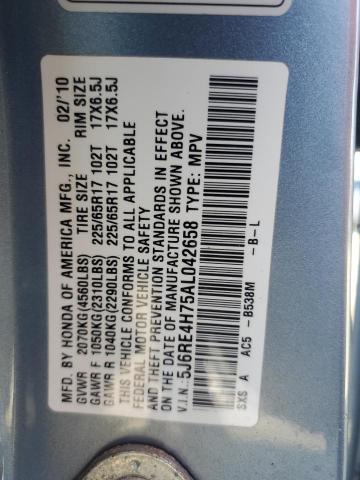 MFD. BY HONDA OF AMERICA MFG., INC. 02/'10
GVWR 2070KG(4560LBS) TIRE SIZE RIM SIZE
GAWR F 1050KG(2310LBS) 225/65R17 102T 17X6.5J
GAWR R 1040KG(2290LBS) 225/65R17 102T 17X6.5J
THIS VEHICLE CONFORMS TO ALL APPLICABLE
FEDERAL MOTOR VEHICLE SAFETY
AND THEFT PREVENTION STANDARDS IN EFFECT
ON THE DATE OF MANUFACTURE SHOWN ABOVE.
V.I.N.: 5J6RE4H75AL042658 TYPE: MPV
SXS A AC5 -B538M -B-L